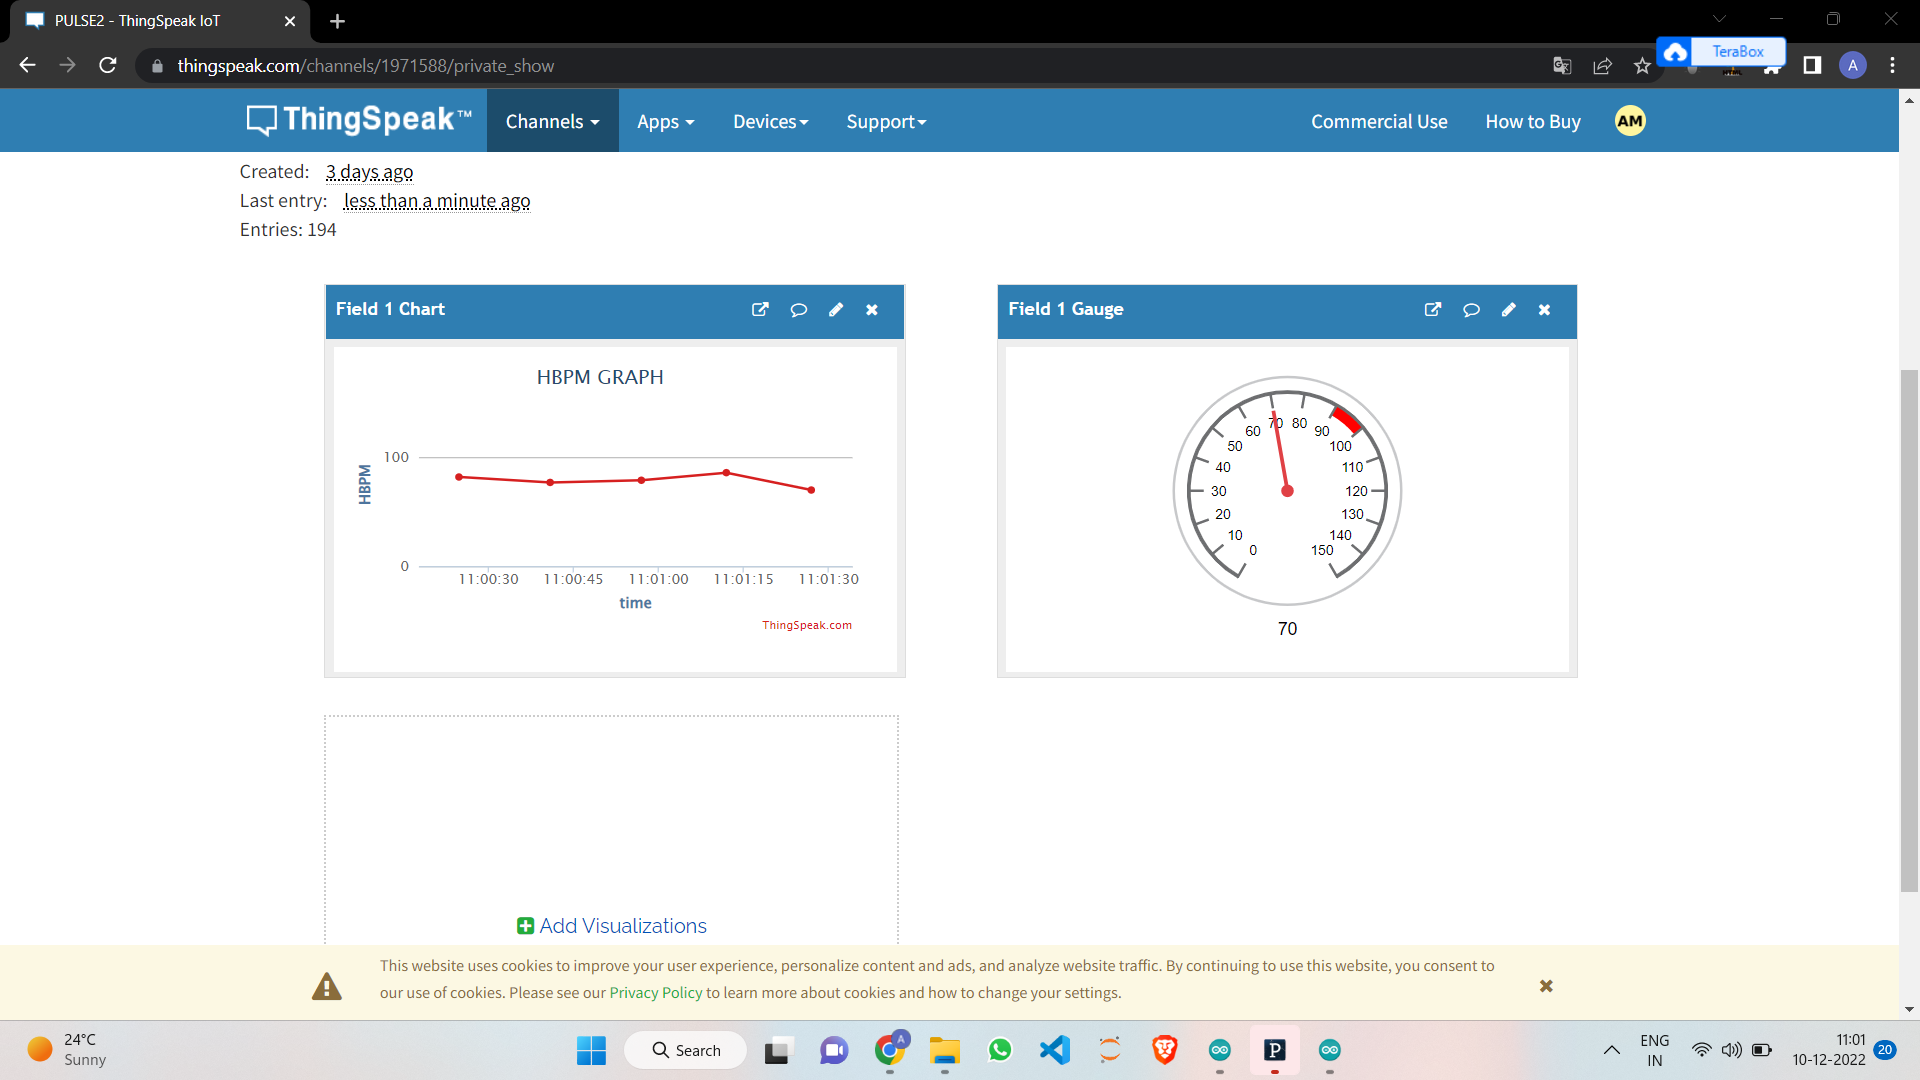 PULSE2 - ThingSpeak IoT
thingspeak.com/channels/1971588/private_show
TeraBox
A
ThingSpeak™
Channels
Apps
Devices
Support
Commercial Use
How to Buy
AM
Created: 3 days ago
Last entry: less than a minute ago
Entries: 194
Field 1 Chart
HBPM GRAPH
HBPM
100
0
11:00:30 11:00:45 11:01:00 11:01:15 11:01:30
time
ThingSpeak.com
Field 1 Gauge
0
10
20
30
40
50
60
70
80
90
100
110
120
130
140
150
70
Add Visualizations
This website uses cookies to improve your user experience, personalize content and ads, and analyze website traffic. By continuing to use this website, you consent to
our use of cookies. Please see our Privacy Policy to learn more about cookies and how to change your settings.
24°C
Sunny
Search
A
P
ENG
IN
11:01
10-12-2022
20